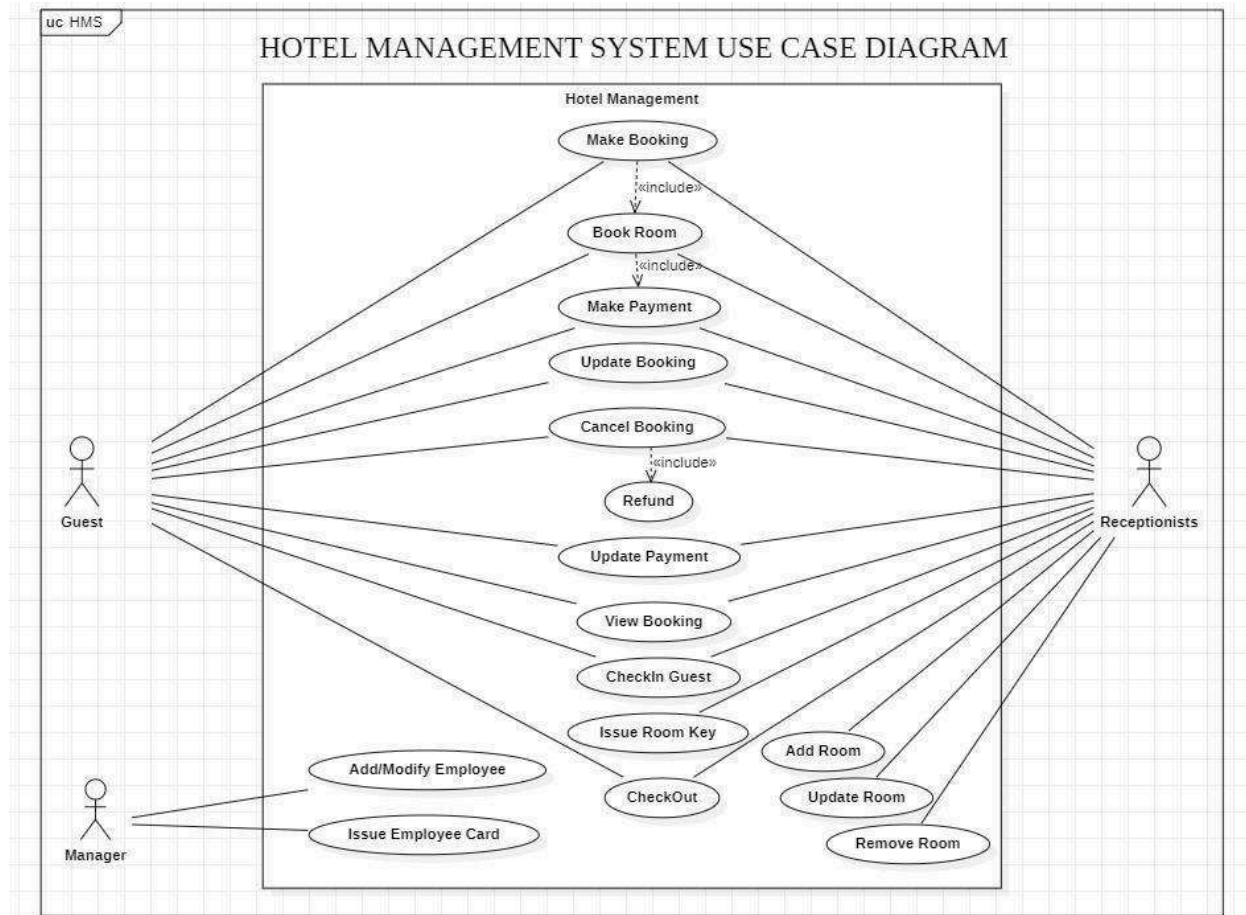 uc HMS
HOTEL MANAGEMENT SYSTEM USE CASE DIAGRAM
Hotel Management
Make Booking
«include»
Book Room
«include»
Make Payment
Update Booking
Cancel Booking
«include»
Refund
Guest
Receptionists
Update Payment
View Booking
CheckIn Guest
Issue Room Key
Add Room
Add/Modify Employee
CheckOut
Update Room
Issue Employee Card
Remove Room
Manager